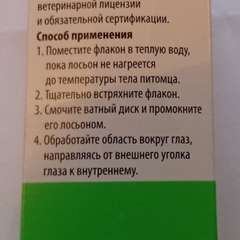 ветеринарной лицензии
и обязательной сертификации.
Способ применения
1. Поместите флакон в теплую воду,
пока лосьон не нагреется
до температуры тела питомца.
2. Тщательно встряхните флакон.
3. Смочите ватный диск и промокните
его лосьоном.
4. Обработайте область вокруг глаз,
направляясь от внешнего уголка
глаза к внутреннему.